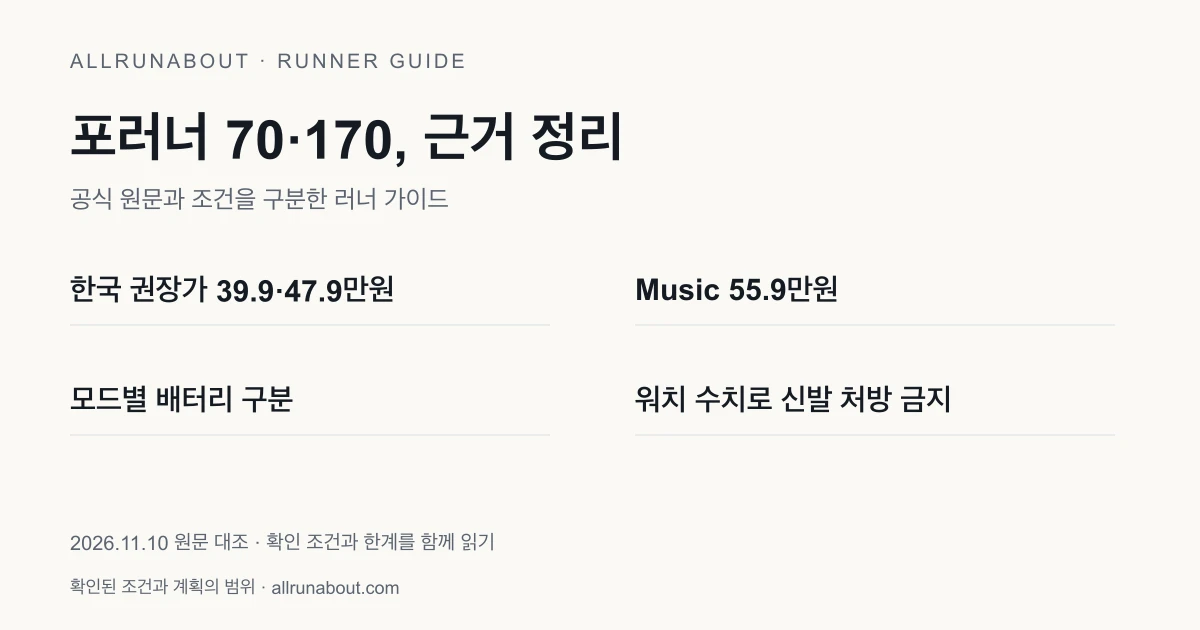 ALLRUNABOUT · RUNNER GUIDE
포러너 70·170, 근거 정리
공식 원문과 조건을 구분한 러너 가이드
한국 권장가 39.9·47.9만원
Music 55.9만원
모드별 배터리 구분
워치 수치로 신발 처방 금지
2026.11.10 원문 대조 · 확인 조건과 한계를 함께 읽기
확인된 조건과 계획의 범위 · allrunabout.com